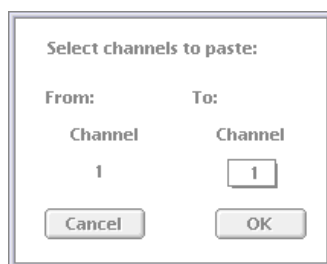 Select channels to paste:
From: To:
Channel Channel
1 1
Cancel OK